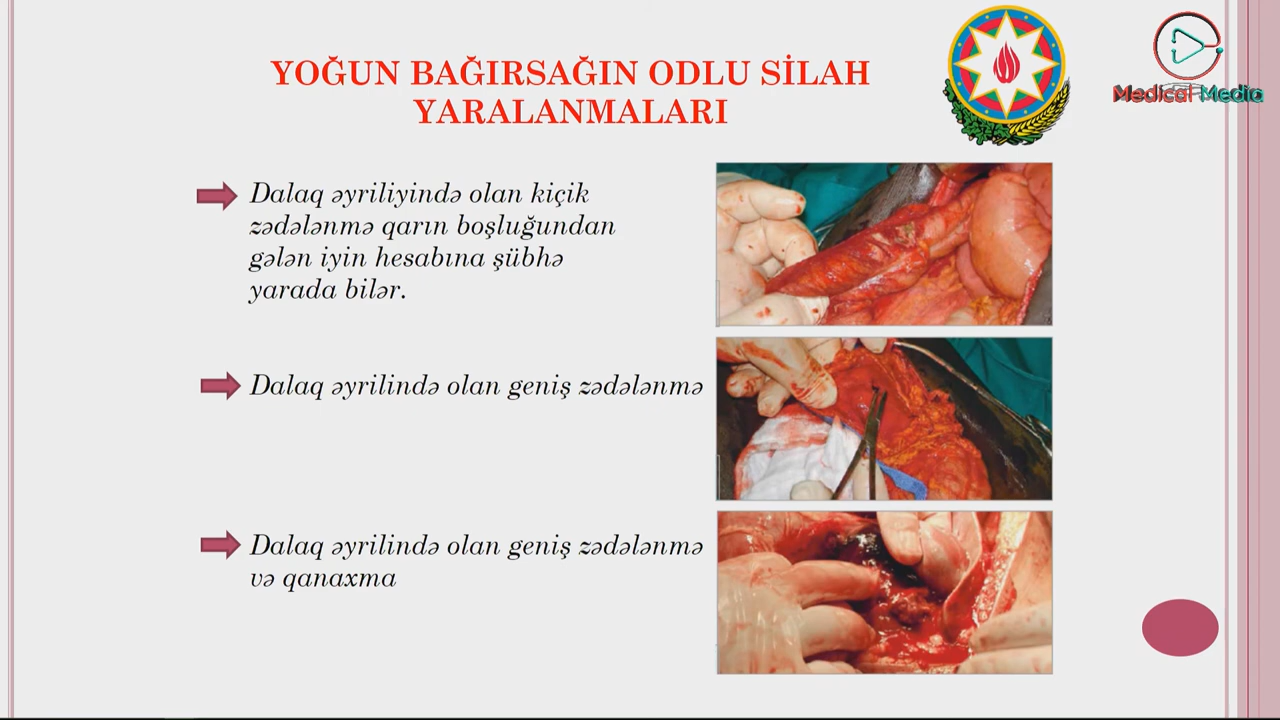 YOĞUN BAĞIRSAĞIN ODLU SİLAH
YARALANMALARI
Medical Media
Dalaq əyriliyində olan kiçik
zədələnmə qarın boşluğundan
gələn iyin hesabına şübhə
yarada bilər.
Dalaq əyrilində olan geniş zədələnmə
Dalaq əyrilində olan geniş zədələnmə
və qanaxma